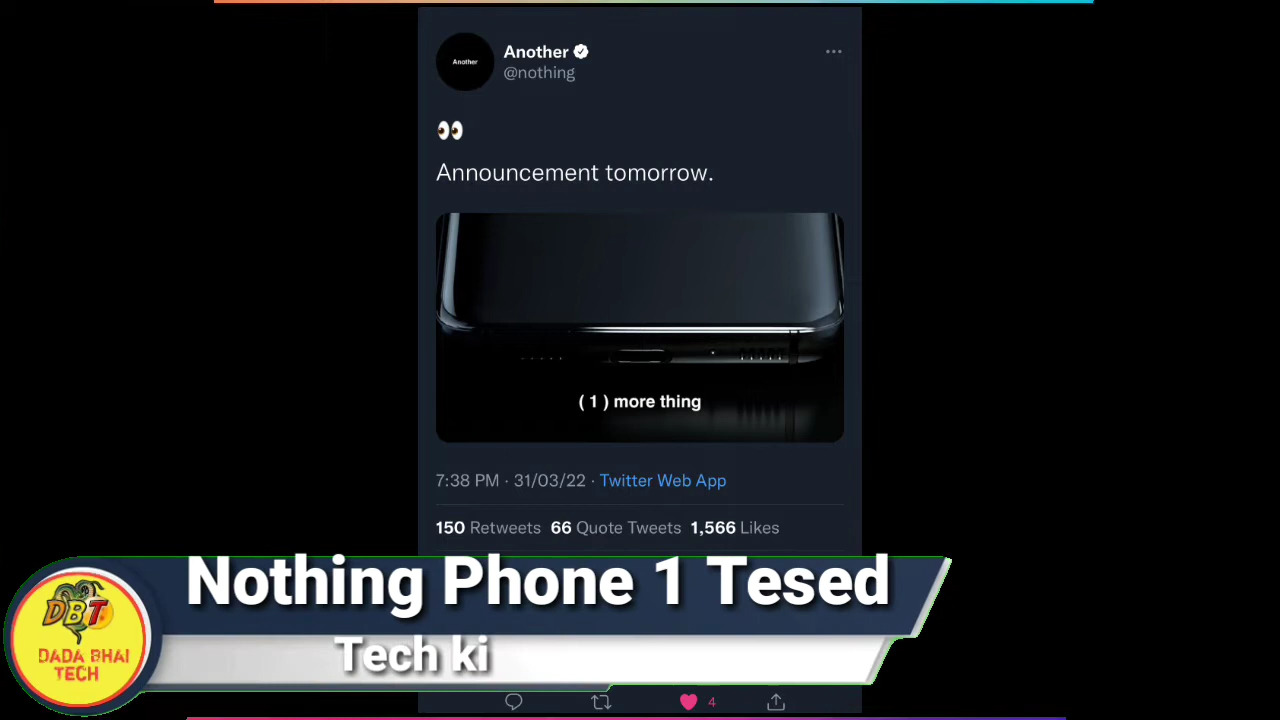 Another
Another
@nothing
👀
Announcement tomorrow.
( 1 ) more thing
7:38 PM · 31/03/22 · Twitter Web App
150 Retweets 66 Quote Tweets 1,566 Likes
Nothing Phone 1 Tesed
Tech ki
DBT
DADA BHAI
TECH
4